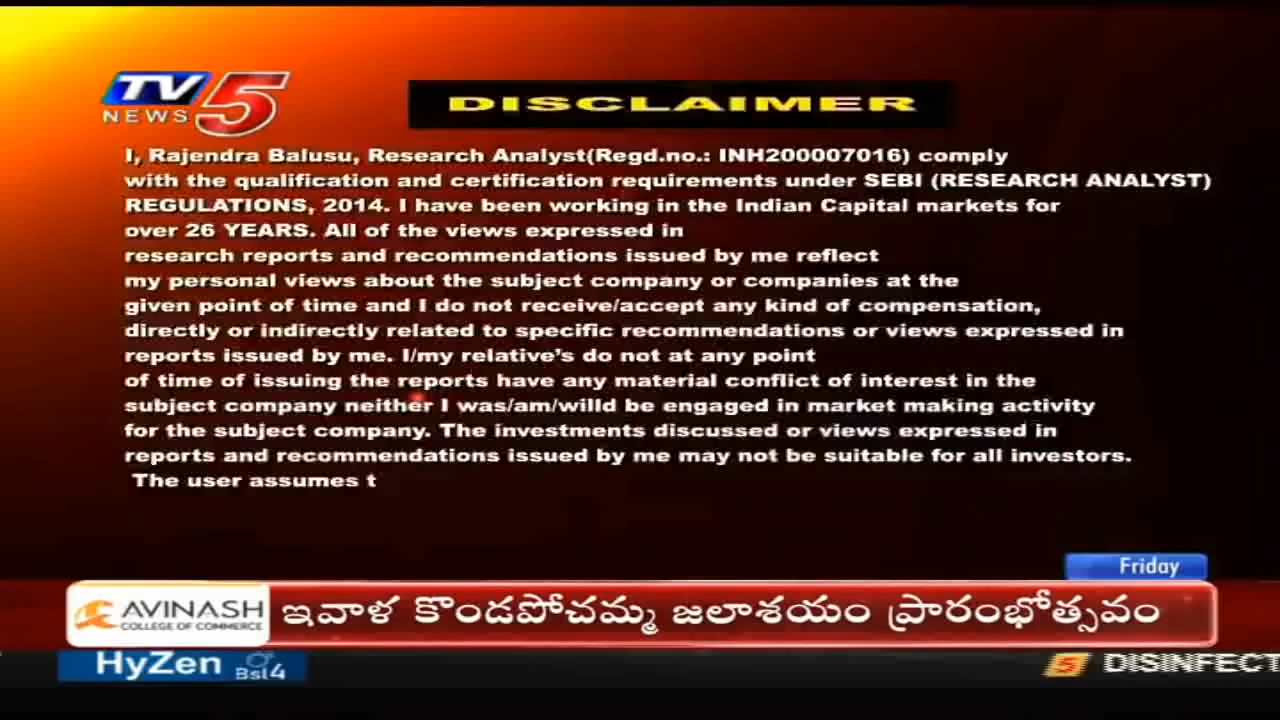 TV5
NEWS
DISCLAIMER
I, Rajendra Balusu, Research Analyst(Regd.no.: INH200007016) comply
with the qualification and certification requirements under SEBI (RESEARCH ANALYST)
REGULATIONS, 2014. I have been working in the Indian Capital markets for
over 26 YEARS. All of the views expressed in
research reports and recommendations issued by me reflect
my personal views about the subject company or companies at the
given point of time and I do not receive/accept any kind of compensation,
directly or indirectly related to specific recommendations or views expressed in
reports issued by me. I/my relative's do not at any point
of time of issuing the reports have any material conflict of interest in the
subject company neither I was/am/willd be engaged in market making activity
for the subject company. The investments discussed or views expressed in
reports and recommendations issued by me may not be suitable for all investors.
The user assumes t
Friday
AVINASH
COLLEGE OF COMMERCE
ఇవాళ కొండపోచమ్మ జలాశయం ప్రారంభోత్సవం
HyZen Bsl4
5 DISINFECT